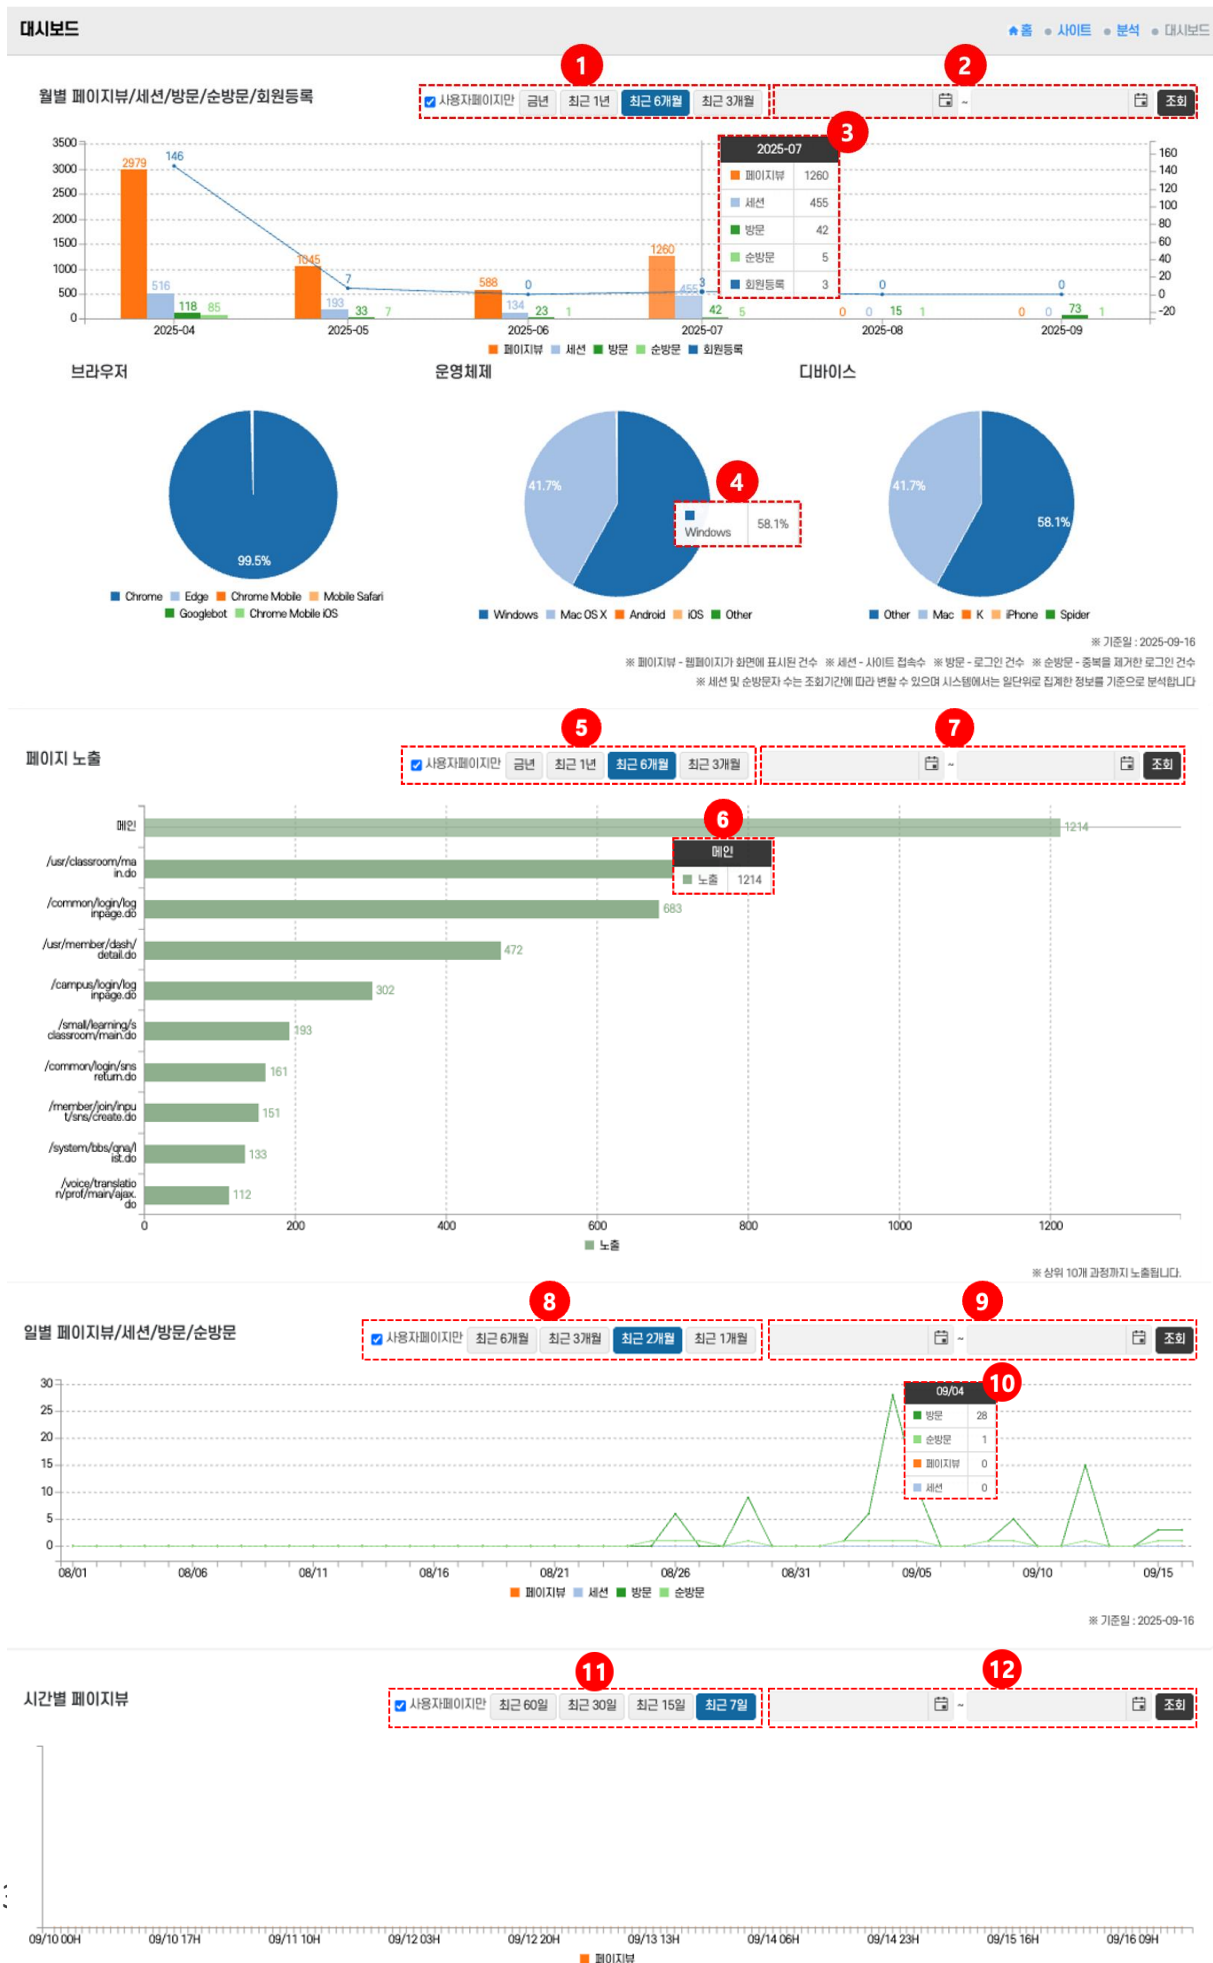 대시보드
홈 ● 사이트 ● 분석 ● 대시보드
1
2
월별 페이지뷰/세션/방문/순방문/회원등록
사용자페이지만 금년 최근 1년 최근 6개월 최근 3개월
~ 조회
3
2025-07
페이지뷰 1260
세션 455
방문 42
순방문 5
회원등록 3
3500
3000
2500
2000
1500
1000
500
0
160
140
120
100
80
60
40
20
0
-20
2979 146
516 118 85
1045 7
193 33 7
588 0
134 23 1
1260
455 3
42 5
0
0 0 15 1
0
0 0 73 1
2025-04 2025-05 2025-06 2025-07 2025-08 2025-09
페이지뷰 세션 방문 순방문 회원등록
브라우저 운영체제 디바이스
99.5%
Chrome Edge Chrome Mobile Mobile Safari
Googlebot Chrome Mobile iOS
41.7%
4
Windows 58.1%
Windows Mac OS X Android iOS Other
41.7%
58.1%
Other Mac K iPhone Spider
※ 기준일 : 2025-09-16
※ 페이지뷰 - 웹페이지가 화면에 표시된 건수 ※ 세션 - 사이트 접속수 ※ 방문 - 로그인 건수 ※ 순방문 - 중복을 제거한 로그인 건수
※ 세션 및 순방문자 수는 조회기간에 따라 변할 수 있으며 시스템에서는 일단위로 집계한 정보를 기준으로 분석합니다
5
7
페이지 노출
사용자페이지만 금년 최근 1년 최근 6개월 최근 3개월
~ 조회
6
메인
노출 1214
메인 1214
/usr/classroom/ma
in.do
/common/login/log
inpage.do 683
/usr/member/dash/
detail.do 472
/campus/login/log
inpage.do 302
/small/learning/s
classroom/main.do 193
/common/login/sns
return.do 161
/member/join/inpu
t/sns/create.do 151
/system/bbs/qna/l
ist.do 133
/voice/translatio
n/prof/main/ajax.
do 112
0 200 400 600 800 1000 1200
노출
※ 상위 10개 과정까지 노출됩니다.
8
9
일별 페이지뷰/세션/방문/순방문
사용자페이지만 최근 6개월 최근 3개월 최근 2개월 최근 1개월
~ 조회
10
09/04
방문 28
순방문 1
페이지뷰 0
세션 0
30
25
20
15
10
5
0
08/01 08/06 08/11 08/16 08/21 08/26 08/31 09/05 09/10 09/15
페이지뷰 세션 방문 순방문
※ 기준일 : 2025-09-16
11
12
시간별 페이지뷰
사용자페이지만 최근 60일 최근 30일 최근 15일 최근 7일
~ 조회
09/10 00H 09/10 17H 09/11 10H 09/12 03H 09/12 20H 09/13 13H 09/14 06H 09/14 23H 09/15 16H 09/16 09H
페이지뷰